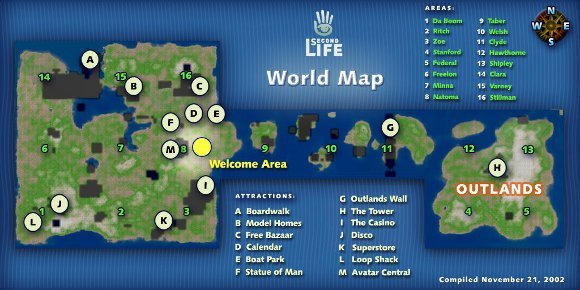 SECOND
LIFE
World Map
AREAS:
1 Da Boom
2 Ritch
3 Zoe
4 Stanford
5 Federal
6 Freelon
7 Minna
8 Natoma
9 Taber
10 Welsh
11 Clyde
12 Hawthorne
13 Shipley
14 Clara
15 Varney
16 Stillman
N
W E
S
A
14
15
B
16
C
D
E
F
6
7
M
3
Welcome Area
9
10
G
11
12
13
H
OUTLANDS
4
5
I
J
L
2
K
3
ATTRACTIONS:
A Boardwalk
B Model Homes
C Free Bazaar
D Calendar
E Boat Park
F Statue of Man
G Outlands Wall
H The Tower
I The Casino
J Disco
K Superstore
L Loop Shack
M Avatar Central
Compiled November 21, 2002